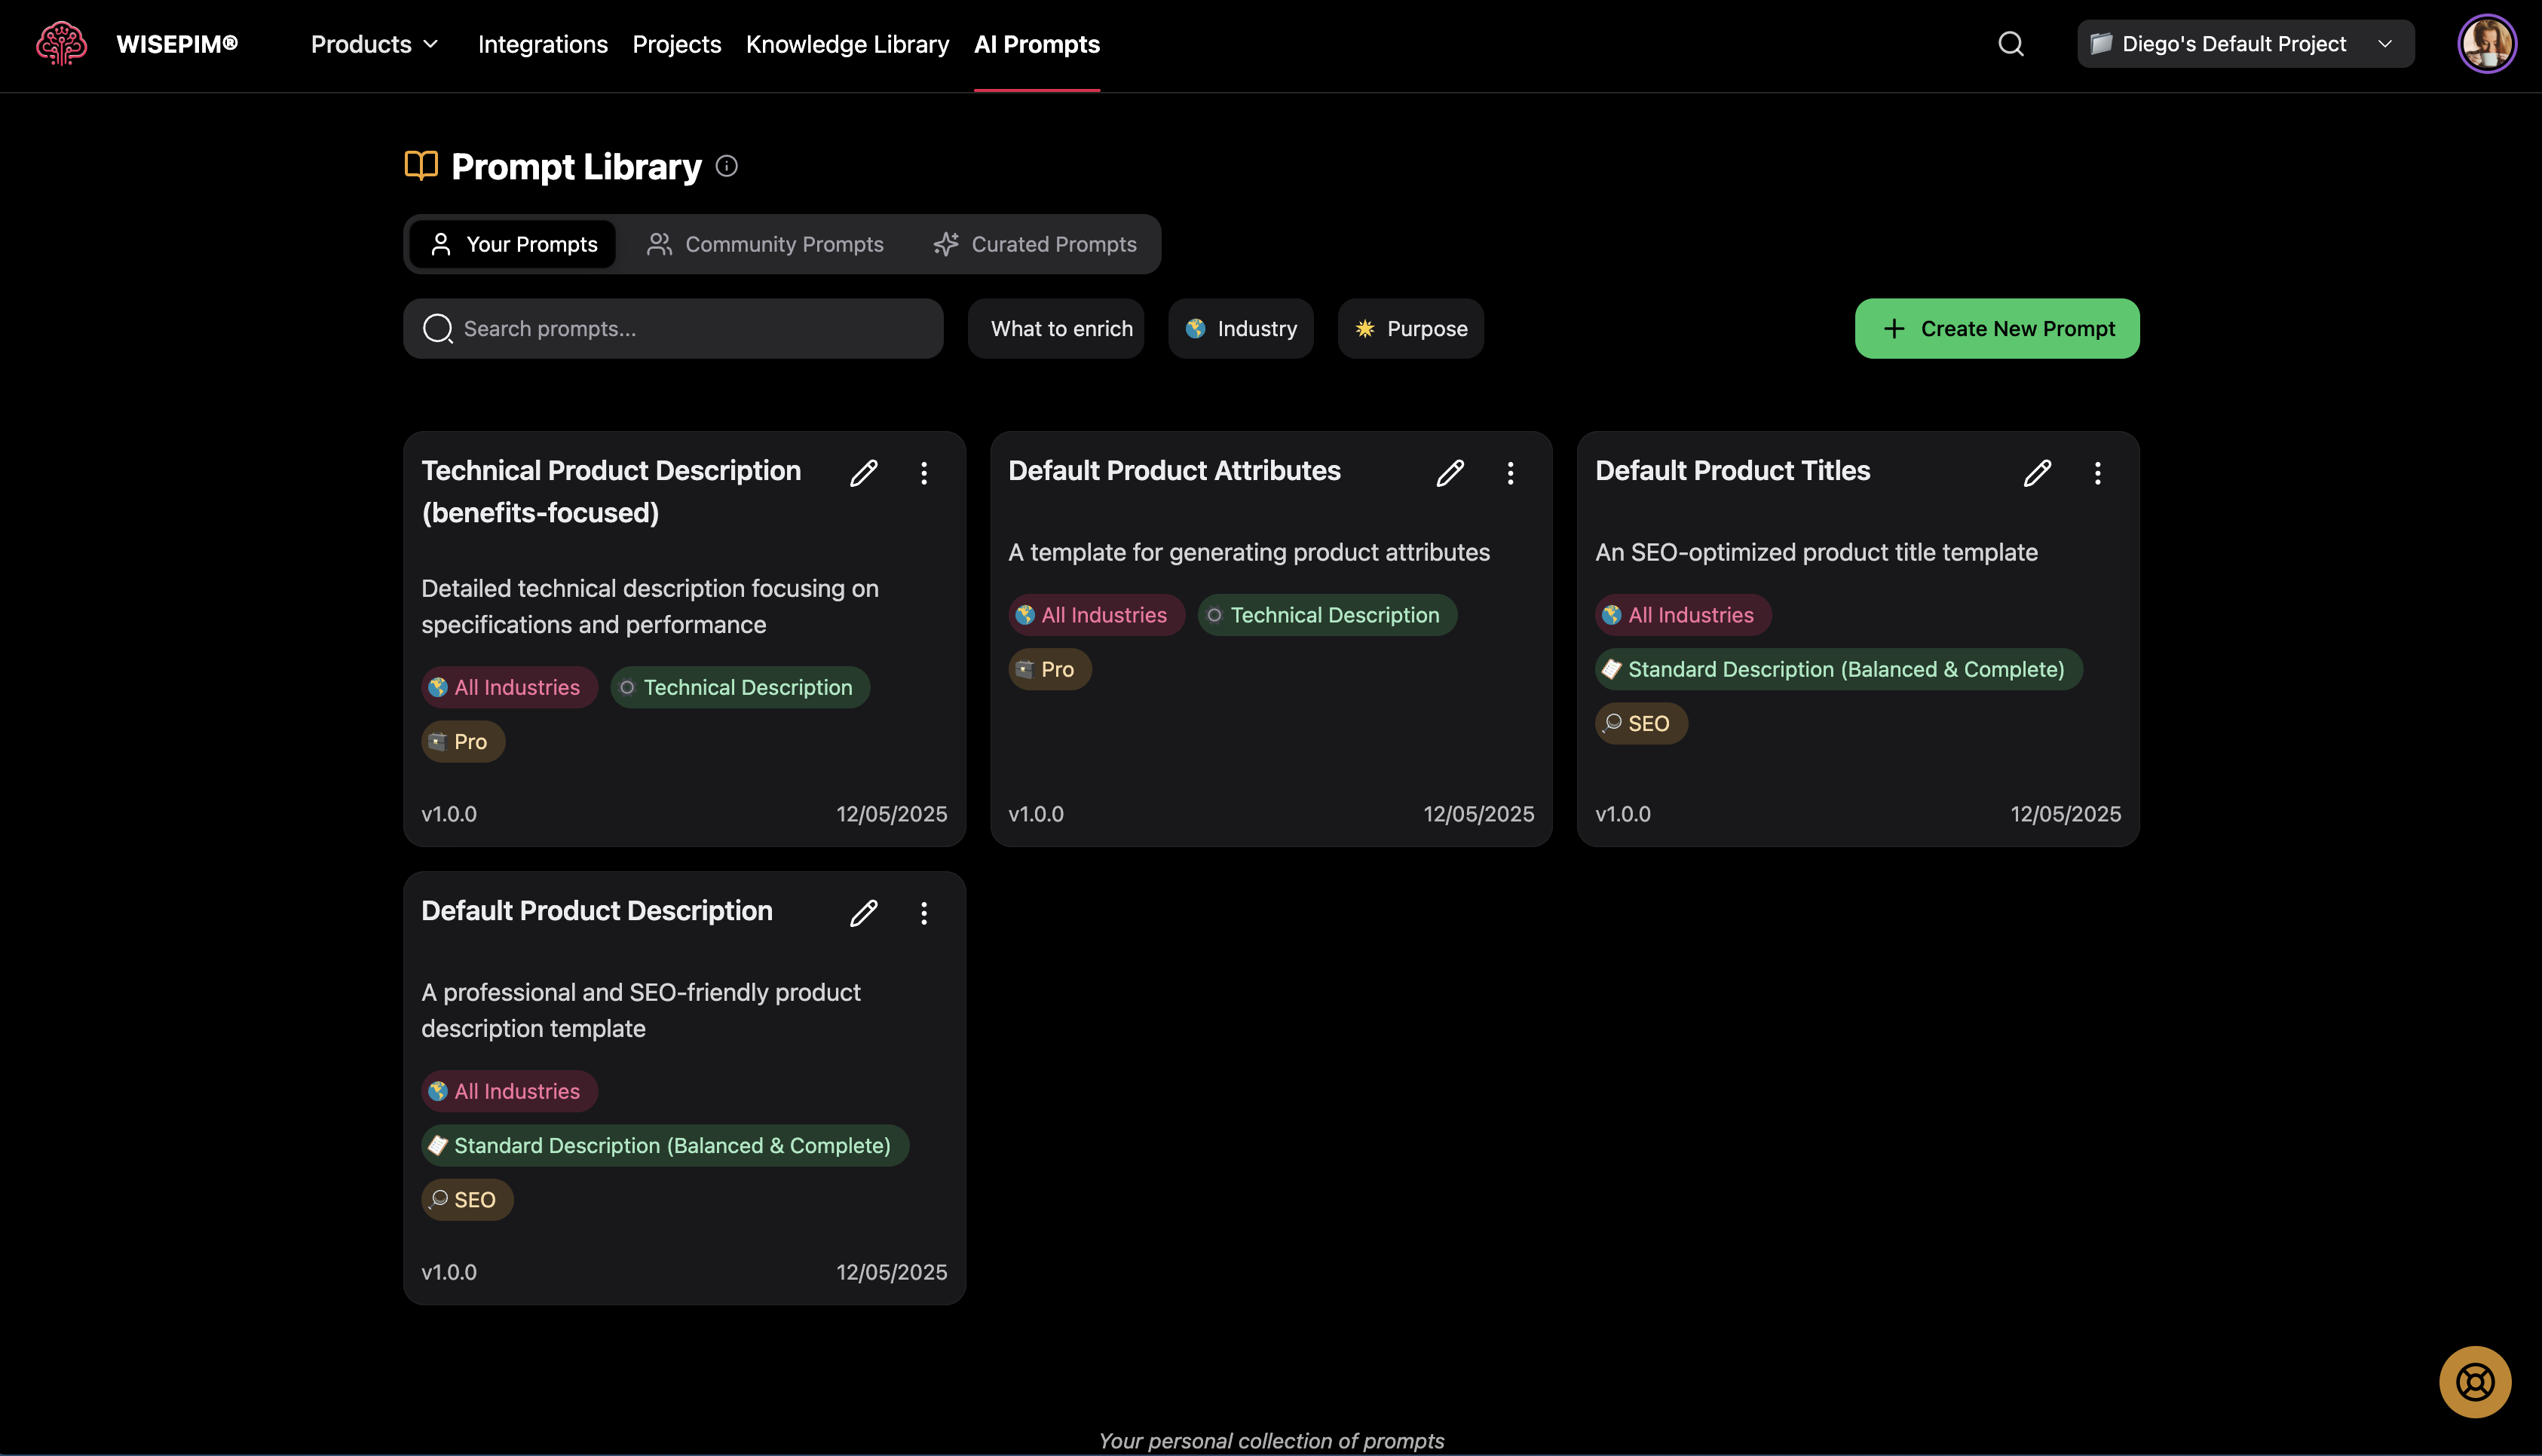 WISEPIM®
Products
Integrations
Projects
Knowledge Library
AI Prompts
Diego's Default Project
Prompt Library
Your Prompts
Community Prompts
Curated Prompts
Search prompts...
What to enrich
Industry
Purpose
Create New Prompt
Technical Product Description
(benefits-focused)
Detailed technical description focusing on
specifications and performance
All Industries
Technical Description
Pro
v1.0.0
12/05/2025
Default Product Attributes
A template for generating product attributes
All Industries
Technical Description
Pro
v1.0.0
12/05/2025
Default Product Titles
An SEO-optimized product title template
All Industries
Standard Description (Balanced & Complete)
SEO
v1.0.0
12/05/2025
Default Product Description
A professional and SEO-friendly product
description template
All Industries
Standard Description (Balanced & Complete)
SEO
v1.0.0
12/05/2025
Your personal collection of prompts